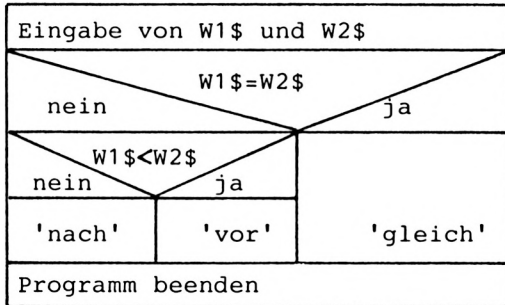 Eingabe von W1$ und W2$
W1$=W2$
nein ja
W1$<W2$
nein ja
'nach' 'vor' 'gleich'
Programm beenden